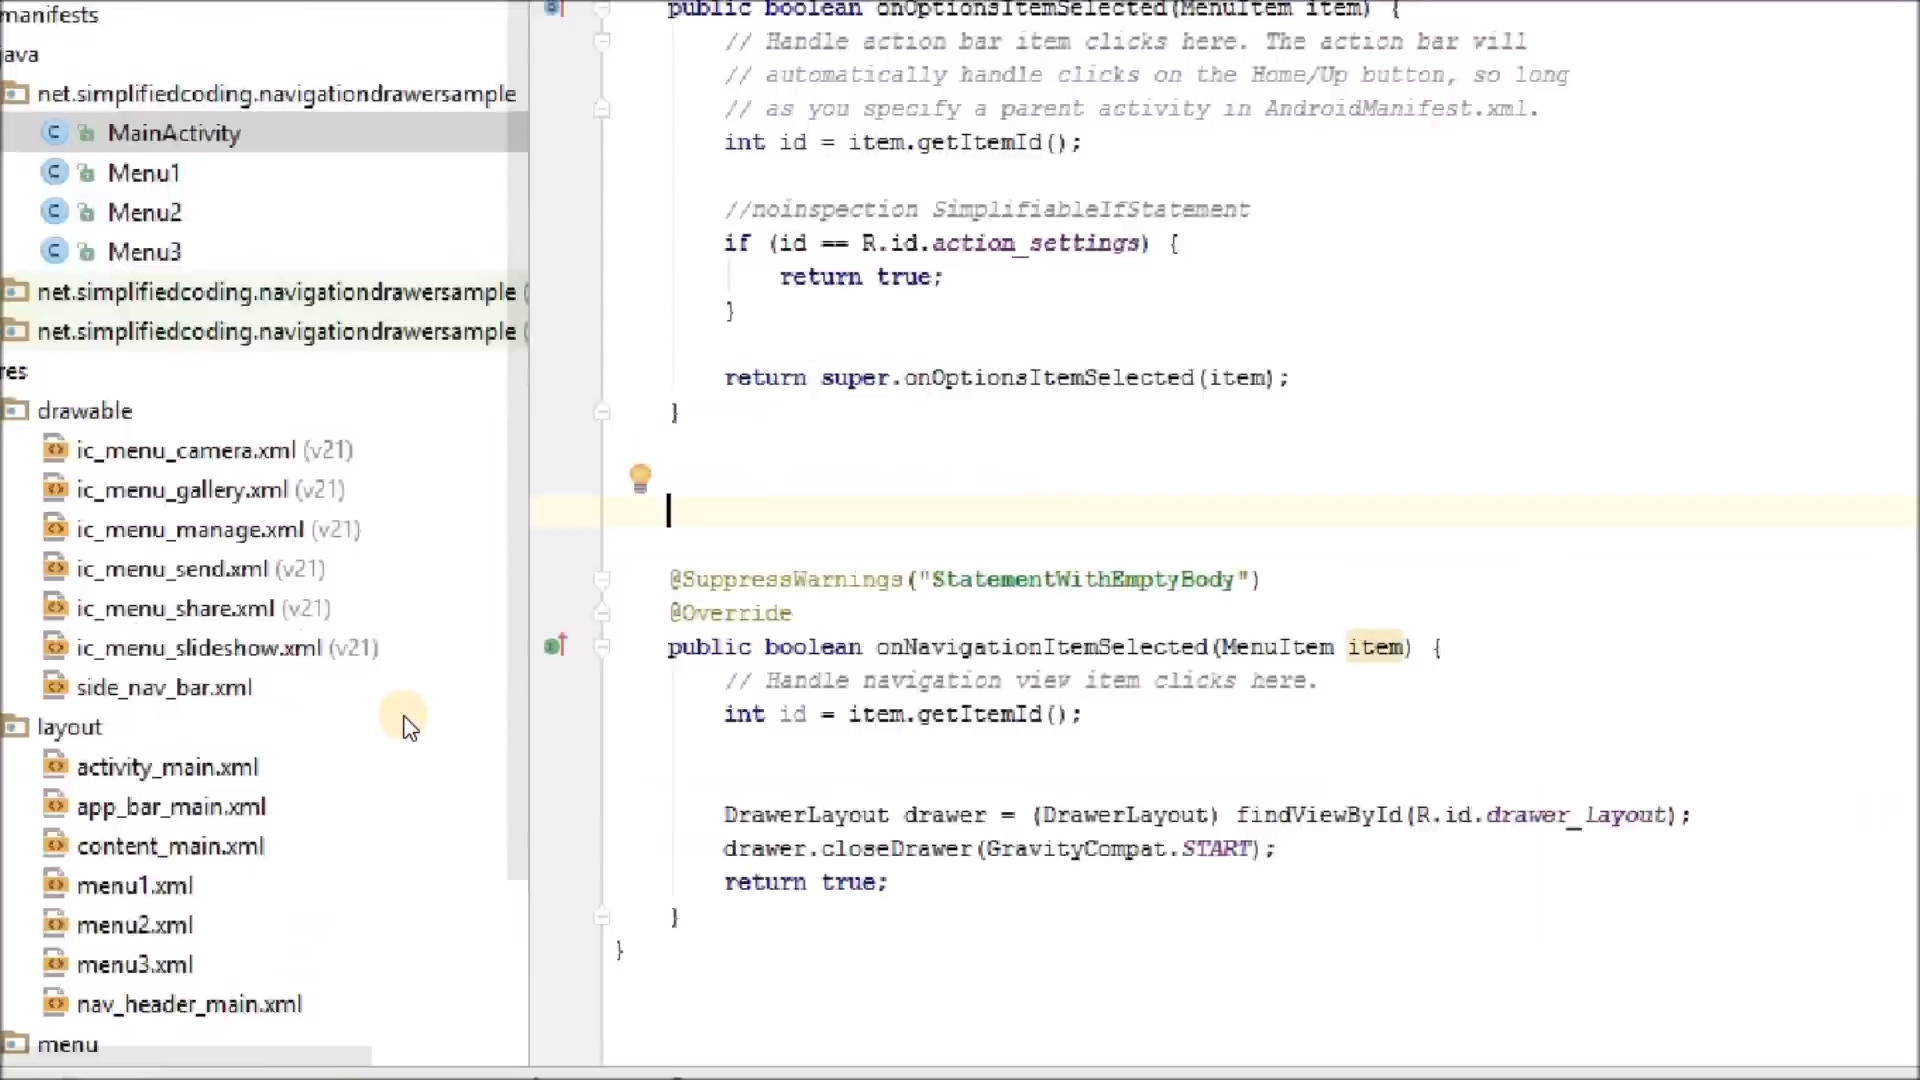 manifests
java
net.simplifiedcoding.navigationdrawersample
MainActivity
Menu1
Menu2
Menu3
net.simplifiedcoding.navigationdrawersample (
net.simplifiedcoding.navigationdrawersample (
res
drawable
ic_menu_camera.xml (v21)
ic_menu_gallery.xml (v21)
ic_menu_manage.xml (v21)
ic_menu_send.xml (v21)
ic_menu_share.xml (v21)
ic_menu_slideshow.xml (v21)
side_nav_bar.xml
layout
activity_main.xml
app_bar_main.xml
content_main.xml
menu1.xml
menu2.xml
menu3.xml
nav_header_main.xml
menu
public boolean onOptionsItemSelected(MenuItem item) {
// Handle action bar item clicks here. The action bar will
// automatically handle clicks on the Home/Up button, so long
// as you specify a parent activity in AndroidManifest.xml.
int id = item.getItemId();
//noinspection SimplifiableIfStatement
if (id == R.id.action_settings) {
return true;
}
return super.onOptionsItemSelected(item);
}
@SuppressWarnings("StatementWithEmptyBody")
@Override
public boolean onNavigationItemSelected(MenuItem item) {
// Handle navigation view item clicks here.
int id = item.getItemId();
DrawerLayout drawer = (DrawerLayout) findViewById(R.id.drawer_layout);
drawer.closeDrawer(GravityCompat.START);
return true;
}
}